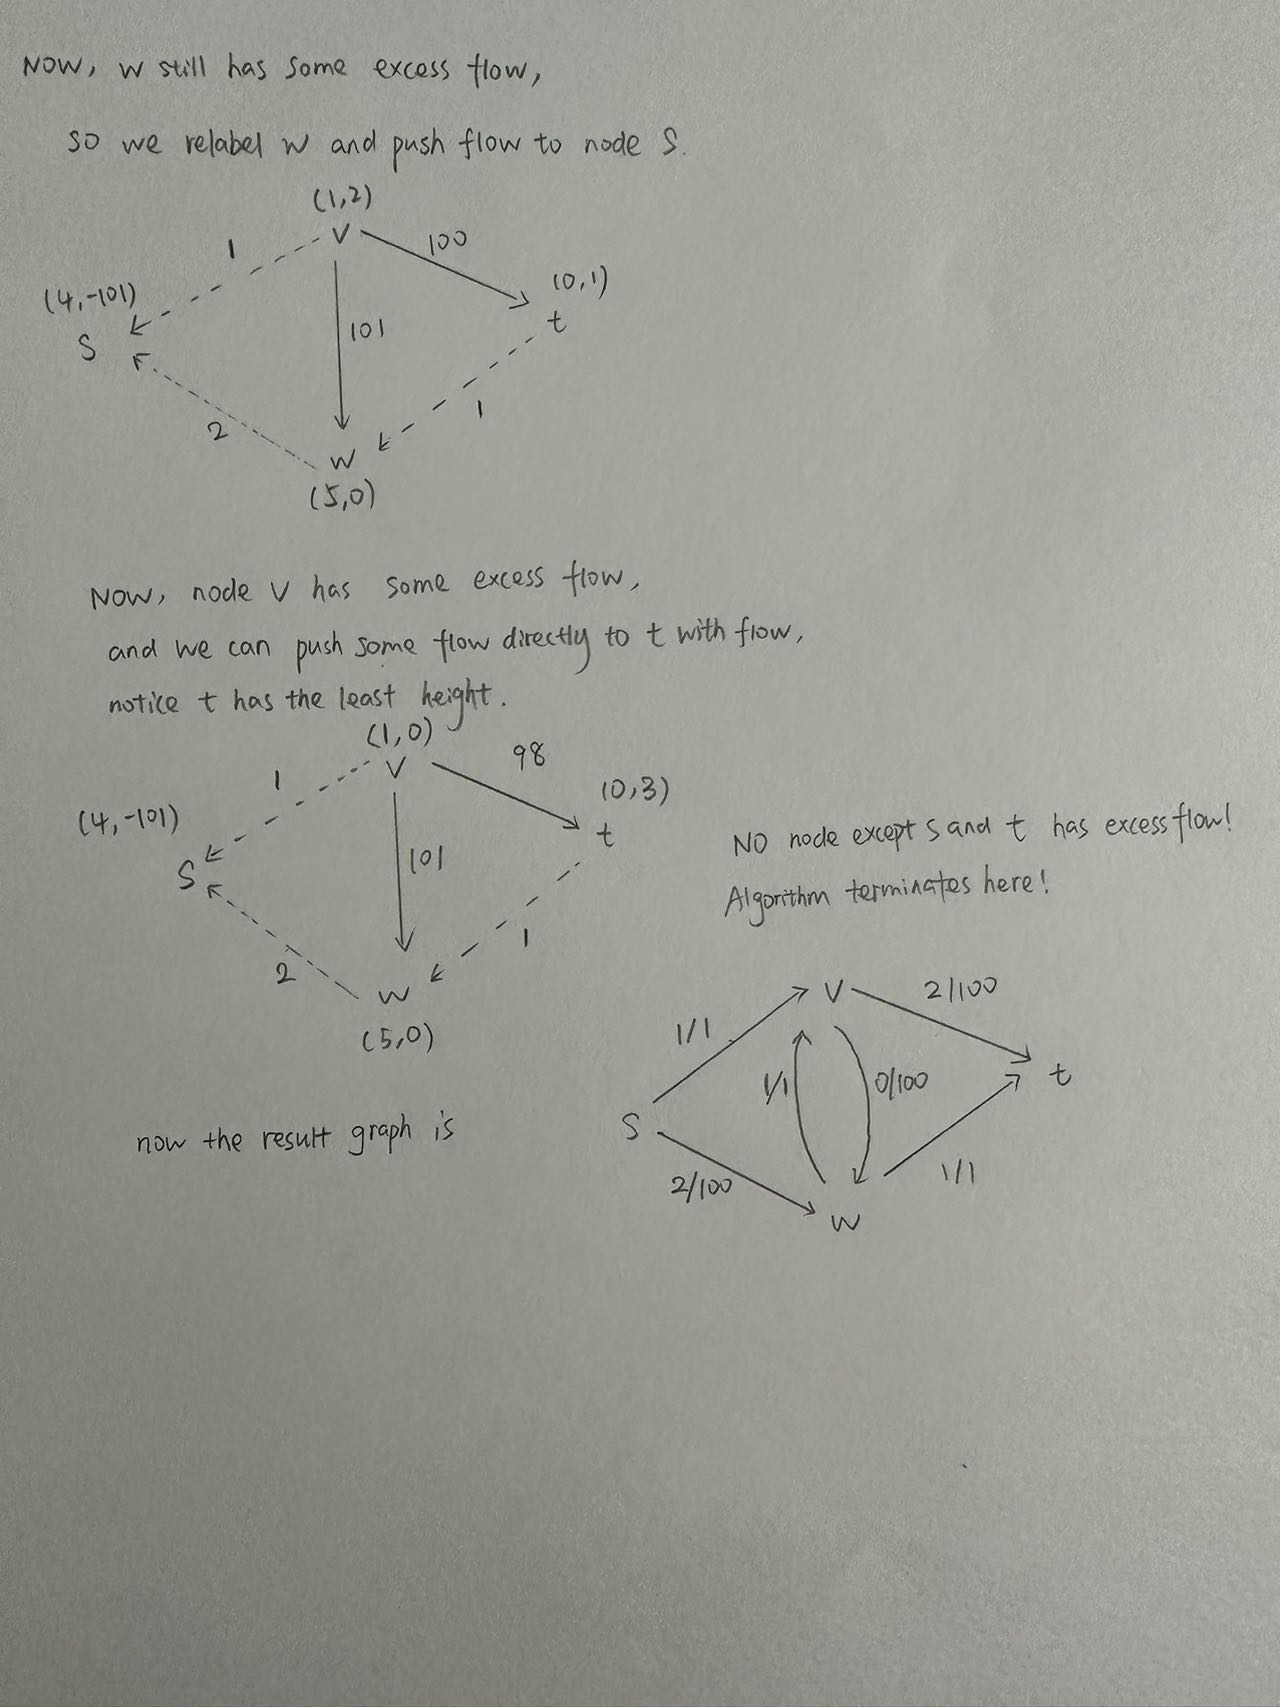 Now, w still has some excess flow,
so we relabel w and push flow to node S.
(1,2)
V
1
100
(4,-101)
(0,1)
S
t
101
2
1
W
(5,0)
Now, node V has some excess flow,
and we can push some flow directly to t with flow,
notice t has the least height.
(1,0)
V
98
1
(0,3)
(4,-101)
t
S
101
1
2
W
(5,0)
NO node except s and t has excess flow!
Algorithm terminates here!
now the result graph is
V
2/100
1/1
1/1
0/100
t
S
2/100
1/1
W